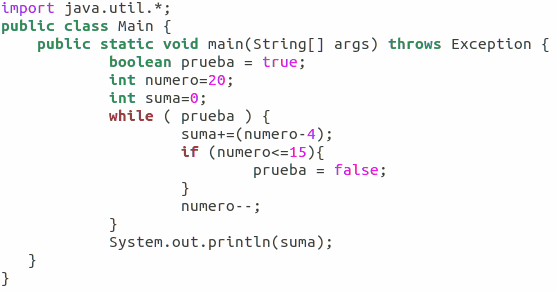 import java.util.*;
public class Main {
    public static void main(String[] args) throws Exception {
            boolean prueba = true;
            int numero=20;
            int suma=0;
            while ( prueba ) {
                    suma+=(numero-4);
                    if (numero<=15){
                            prueba = false;
                    }
                    numero--;
            }
            System.out.println(suma);
   }
}